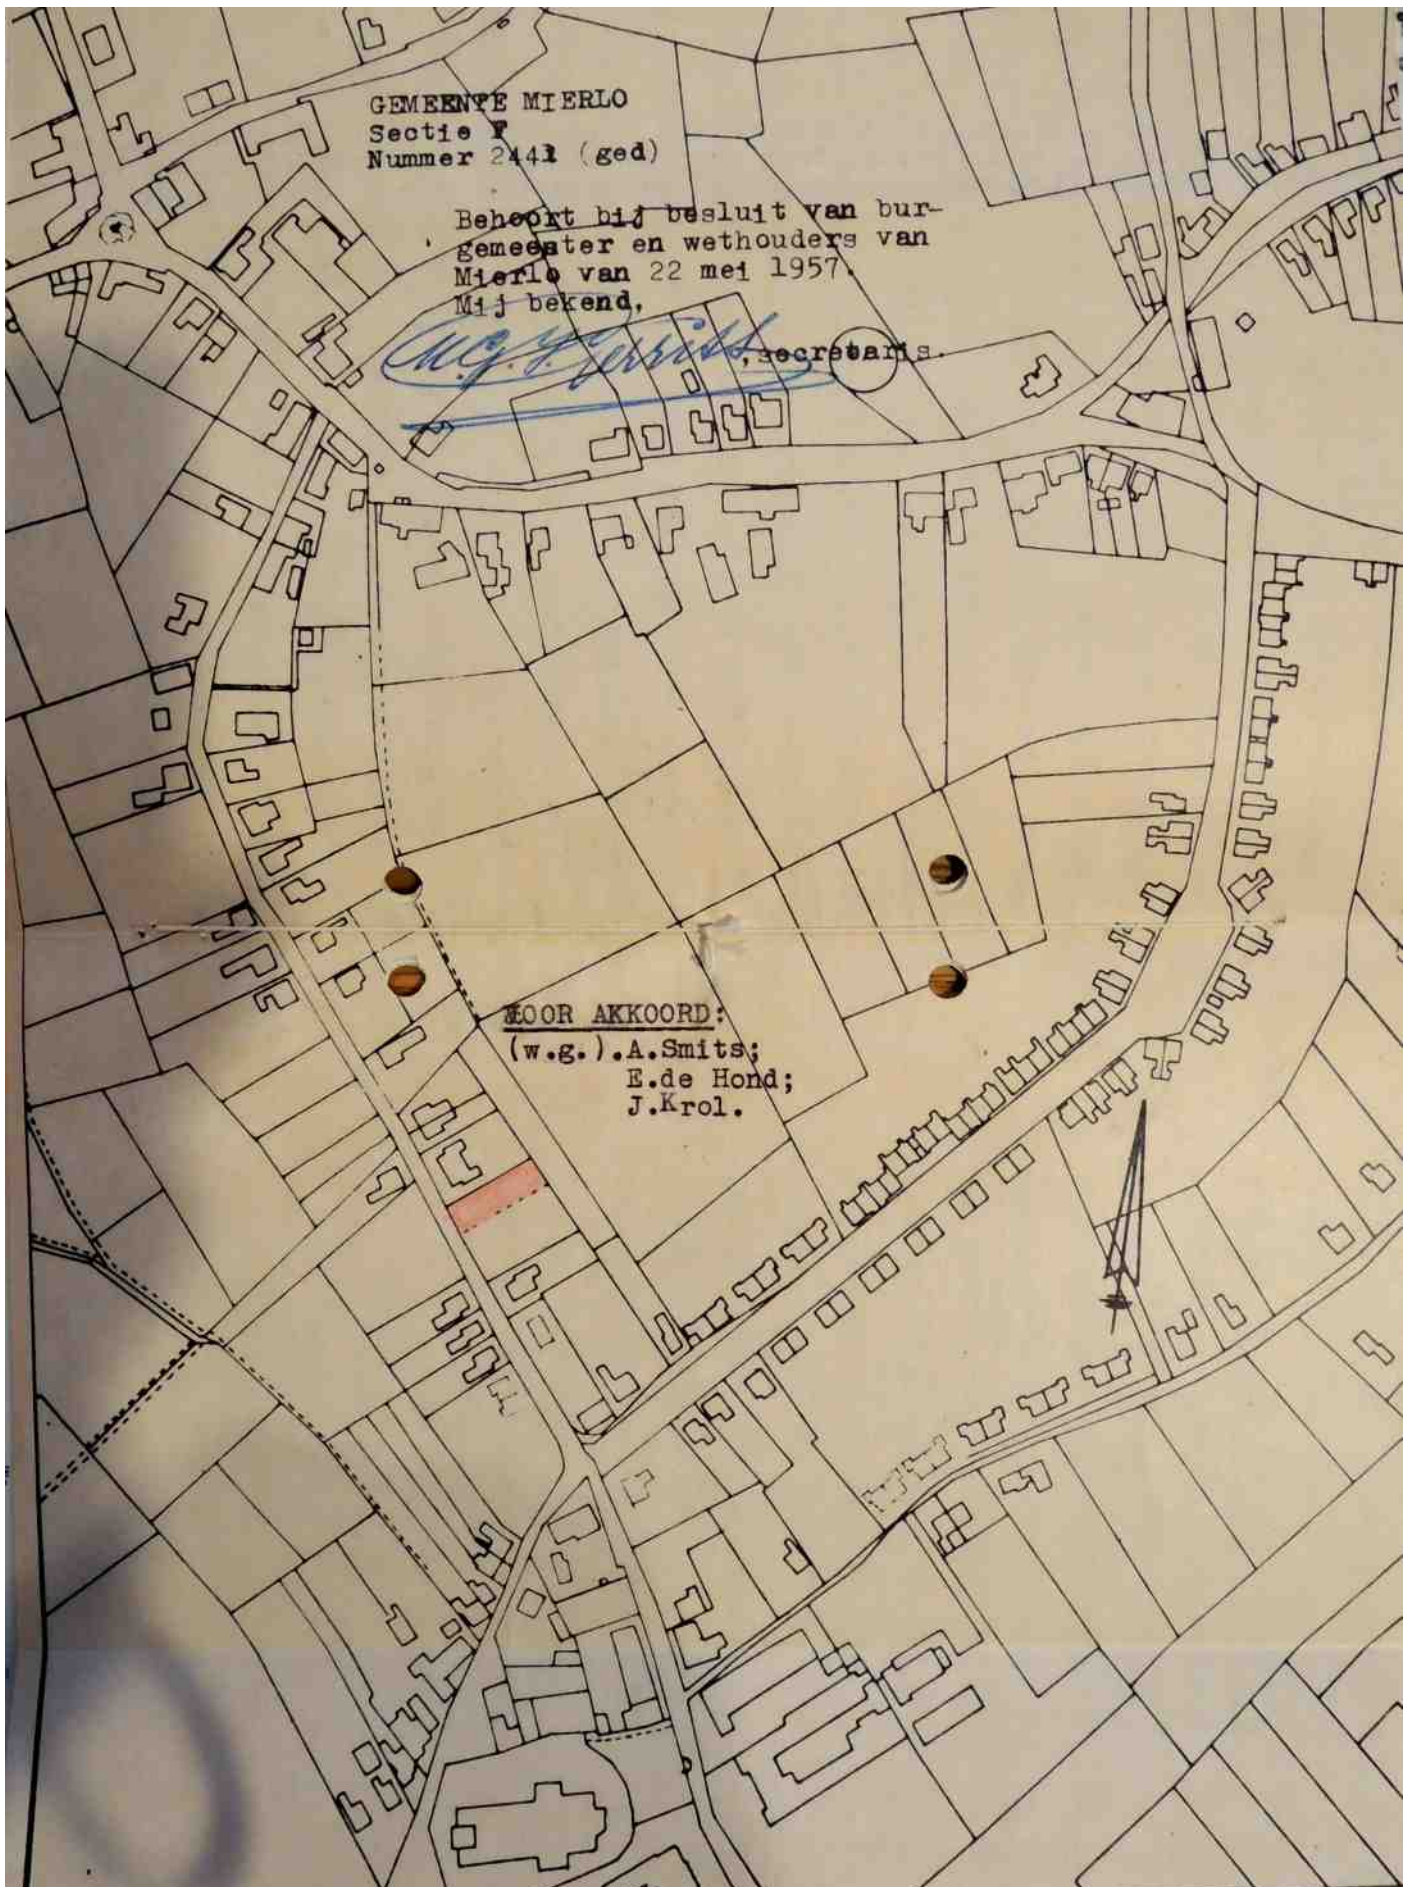 GEMEENTE MIERLO
Sectie F
Nummer 2441 (ged)
Behoort bij besluit van bur-
gemeester en wethouders van
Mierlo van 22 mei 1957.
Mij bekend,
, secretaris.
VOOR AKKOORD:
(w.g.).A.Smits;
E.de Hond;
J.Krol.